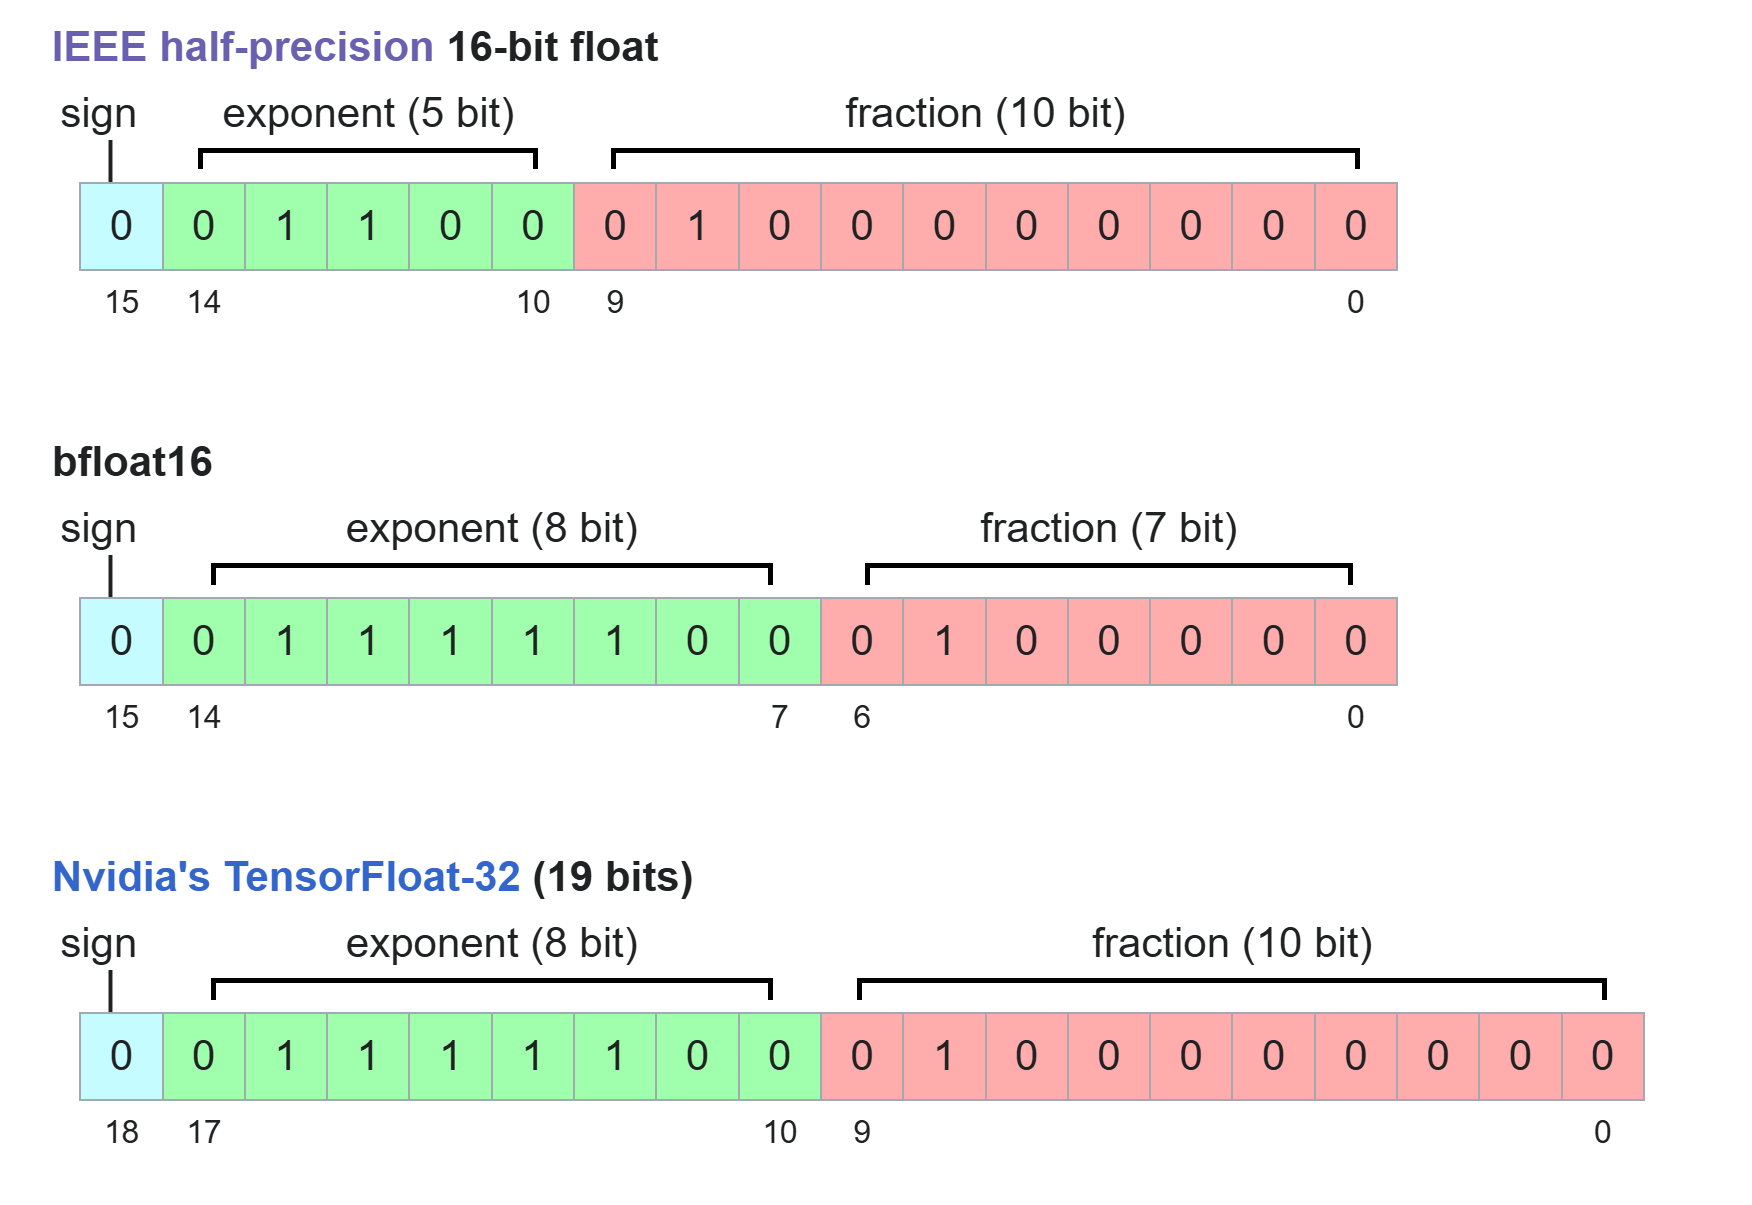 IEEE half-precision 16-bit float
sign exponent (5 bit) fraction (10 bit)
0 0 1 1 0 0 0 1 0 0 0 0 0 0 0 0
15 14 10 9 0
bfloat16
sign exponent (8 bit) fraction (7 bit)
0 0 1 1 1 1 1 0 0 0 1 0 0 0 0 0
15 14 7 6 0
Nvidia's TensorFloat-32 (19 bits)
sign exponent (8 bit) fraction (10 bit)
0 0 1 1 1 1 1 0 0 0 1 0 0 0 0 0 0 0 0
18 17 10 9 0